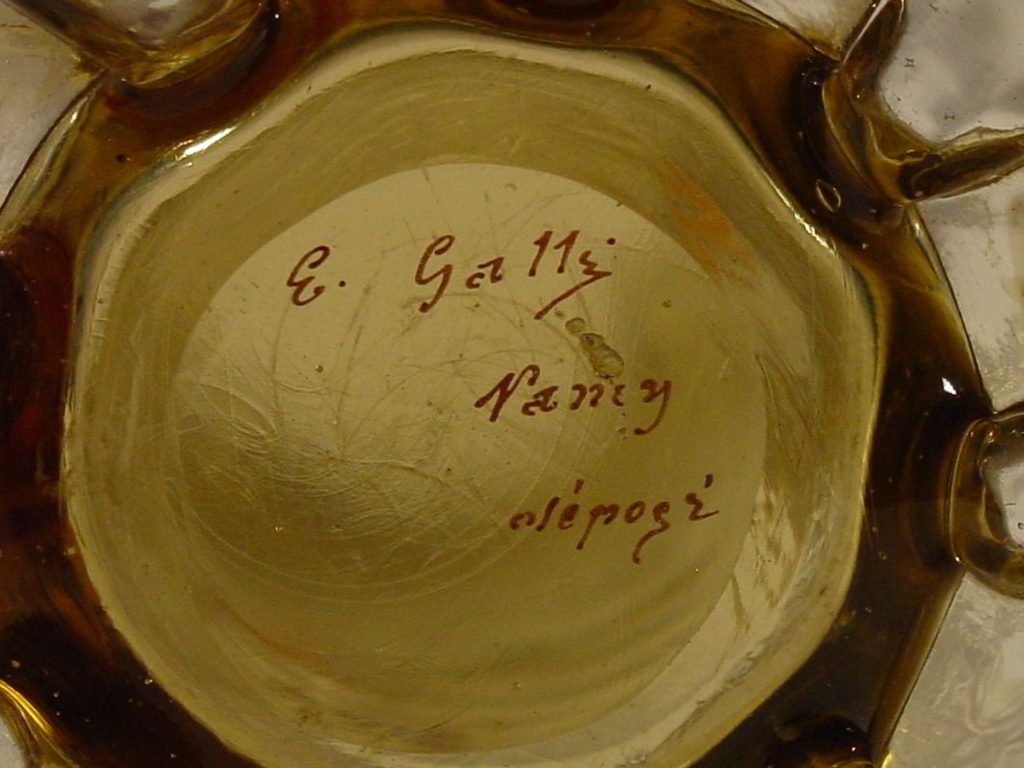 E. Gallé
Nancy
déposé